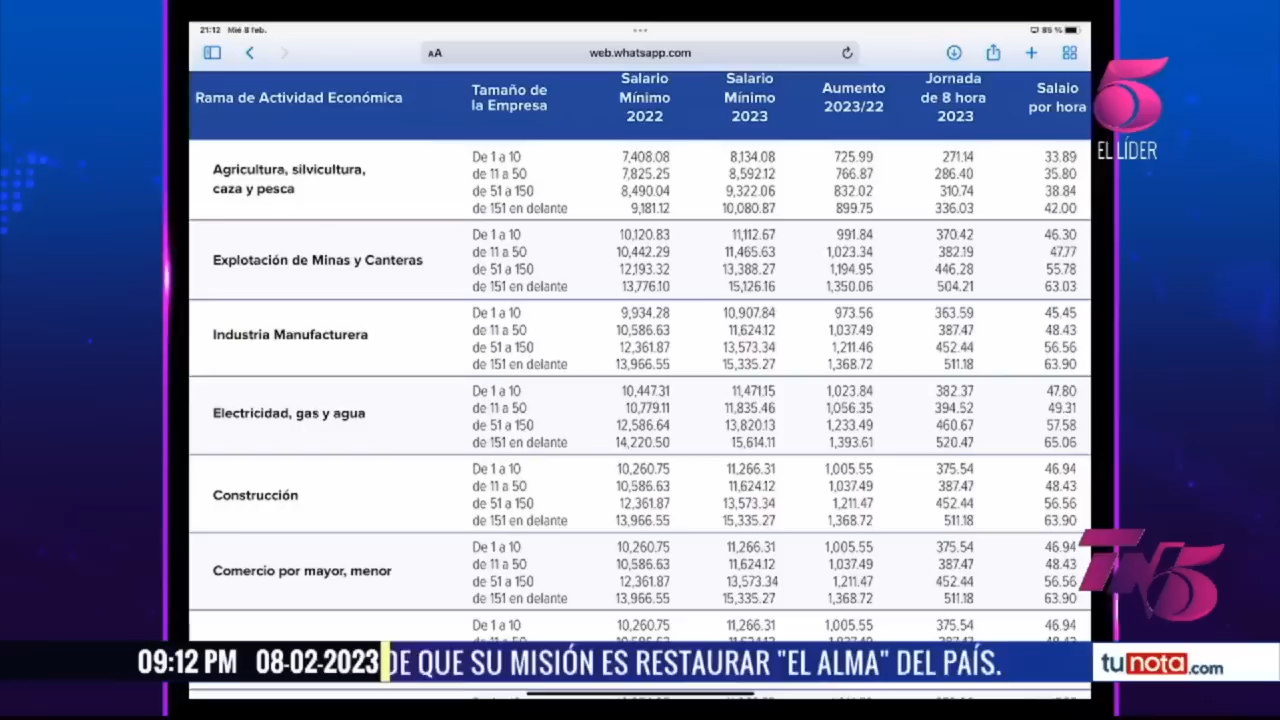 21:12 Mié 8 feb.
85 %
AA
web.whatsapp.com
Rama de Actividad Económica
Tamaño de
la Empresa
Salario
Mínimo
2022
Salario
Mínimo
2023
Aumento
2023/22
Jornada
de 8 hora
2023
Salaio
por hora
5
EL LÍDER
Agricultura, silvicultura,
caza y pesca
De 1 a 10 7,408.08 8,134.08 725.99 271.14 33.89
de 11 a 50 7,825.25 8,592.12 766.87 286.40 35.80
de 51 a 150 8,490.04 9,322.06 832.02 310.74 38.84
de 151 en delante 9,181.12 10,080.87 899.75 336.03 42.00
Explotación de Minas y Canteras
De 1 a 10 10,120.83 11,112.67 991.84 370.42 46.30
de 11 a 50 10,442.29 11,465.63 1,023.34 382.19 47.77
de 51 a 150 12,193.32 13,388.27 1,194.95 446.28 55.78
de 151 en delante 13,776.10 15,126.16 1,350.06 504.21 63.03
Industria Manufacturera
De 1 a 10 9,934.28 10,907.84 973.56 363.59 45.45
de 11 a 50 10,586.63 11,624.12 1,037.49 387.47 48.43
de 51 a 150 12,361.87 13,573.34 1,211.46 452.44 56.56
de 151 en delante 13,966.55 15,335.27 1,368.72 511.18 63.90
Electricidad, gas y agua
De 1 a 10 10,447.31 11,471.15 1,023.84 382.37 47.80
de 11 a 50 10,779.11 11,835.46 1,056.35 394.52 49.31
de 51 a 150 12,586.64 13,820.13 1,233.49 460.67 57.58
de 151 en delante 14,220.50 15,614.11 1,393.61 520.47 65.06
Construcción
De 1 a 10 10,260.75 11,266.31 1,005.55 375.54 46.94
de 11 a 50 10,586.63 11,624.12 1,037.49 387.47 48.43
de 51 a 150 12,361.87 13,573.34 1,211.47 452.44 56.56
de 151 en delante 13,966.55 15,335.27 1,368.72 511.18 63.90
Comercio por mayor, menor
De 1 a 10 10,260.75 11,266.31 1,005.55 375.54 46.94
de 11 a 50 10,586.63 11,624.12 1,037.49 387.47 48.43
de 51 a 150 12,361.87 13,573.34 1,211.47 452.44 56.56
de 151 en delante 13,966.55 15,335.27 1,368.72 511.18 63.90
De 1 a 10 10,260.75 11,266.31 1,005.55 375.54 46.94
TN5
09:12 PM 08-02-2023 DE QUE SU MISIÓN ES RESTAURAR "EL ALMA" DEL PAÍS.
tunota.com